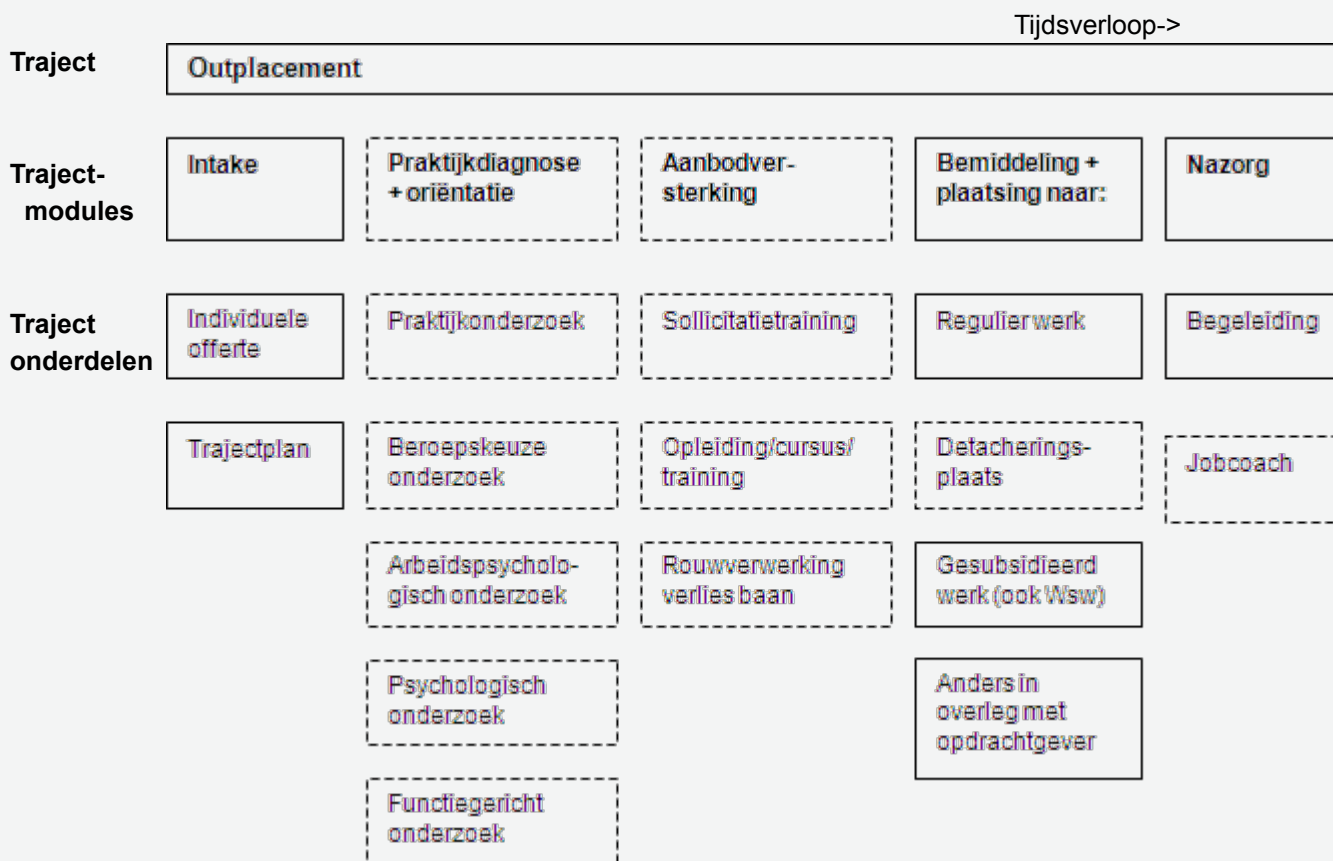 Tijdsverloop->
Traject
Outplacement
Traject-
modules
Intake
Praktijkdiagnose
+ oriëntatie
Aanbodver-
sterking
Bemiddeling +
plaatsing naar:
Nazorg
Traject
onderdelen
Individuele
offerte
Praktijkonderzoek
Sollicitatietraining
Regulier werk
Begeleiding
Trajectplan
Beroepskeuze
onderzoek
Opleiding/cursus/
training
Detacherings-
plaats
Jobcoach
Arbeidspsycholo-
gisch onderzoek
Rouwverwerking
verlies baan
Gesubsidieerd
werk (ook Wsw)
Psychologisch
onderzoek
Anders in
overleg met
opdrachtgever
Functiegericht
onderzoek